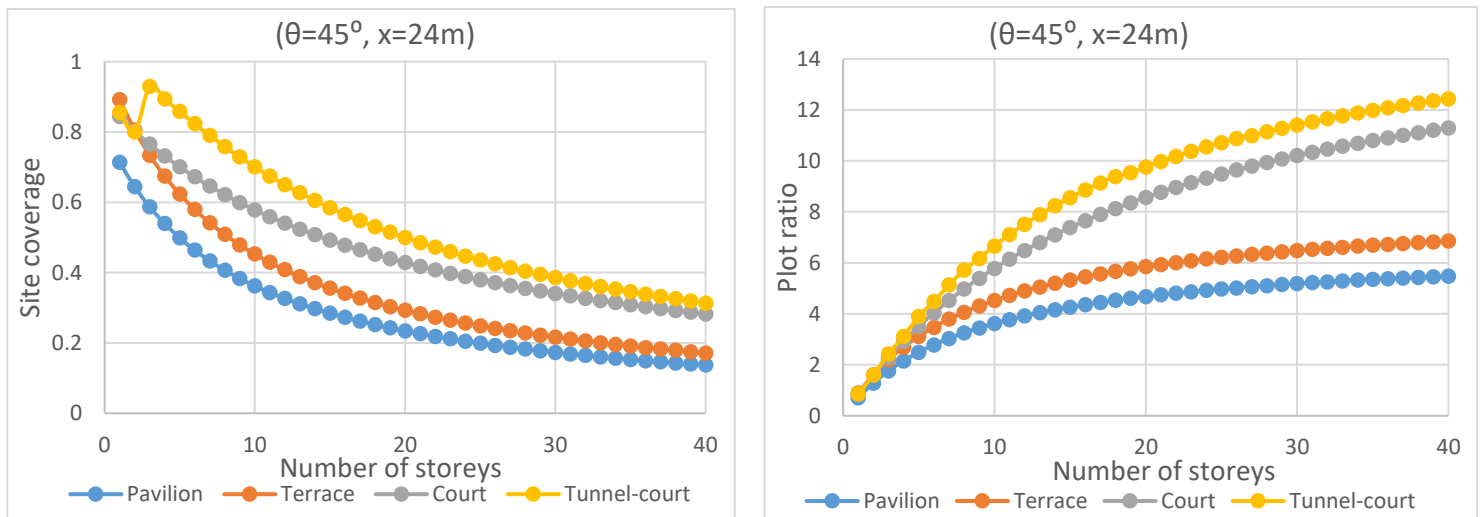 (θ=45⁰, x=24m)
Site coverage
1
0.8
0.6
0.4
0.2
0
0 10 20 30 40
Number of storeys
Pavilion Terrace Court Tunnel-court
(θ=45⁰, x=24m)
Plot ratio
14
12
10
8
6
4
2
0
0 10 20 30 40
Number of storeys
Pavilion Terrace Court Tunnel-court